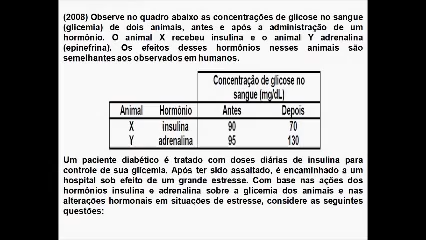 (2008) Observe no quadro abaixo as concentrações de glicose no sangue
(glicemia) de dois animais, antes e após a administração de um
hormônio. O animal X recebeu insulina e o animal Y adrenalina
(epinefrina). Os efeitos desses hormônios nesses animais são
semelhantes aos observados em humanos.
Concentração de glicose no
sangue (mg/dL)
Animal Hormônio Antes Depois
X insulina 90 70
Y adrenalina 95 130
Um paciente diabético é tratado com doses diárias de insulina para
controle de sua glicemia. Após ter sido assaltado, é encaminhado a um
hospital sob efeito de um grande estresse. Com base nas ações dos
hormônios insulina e adrenalina sobre a glicemia dos animais e nas
alterações hormonais em situações de estresse, considere as seguintes
questões: